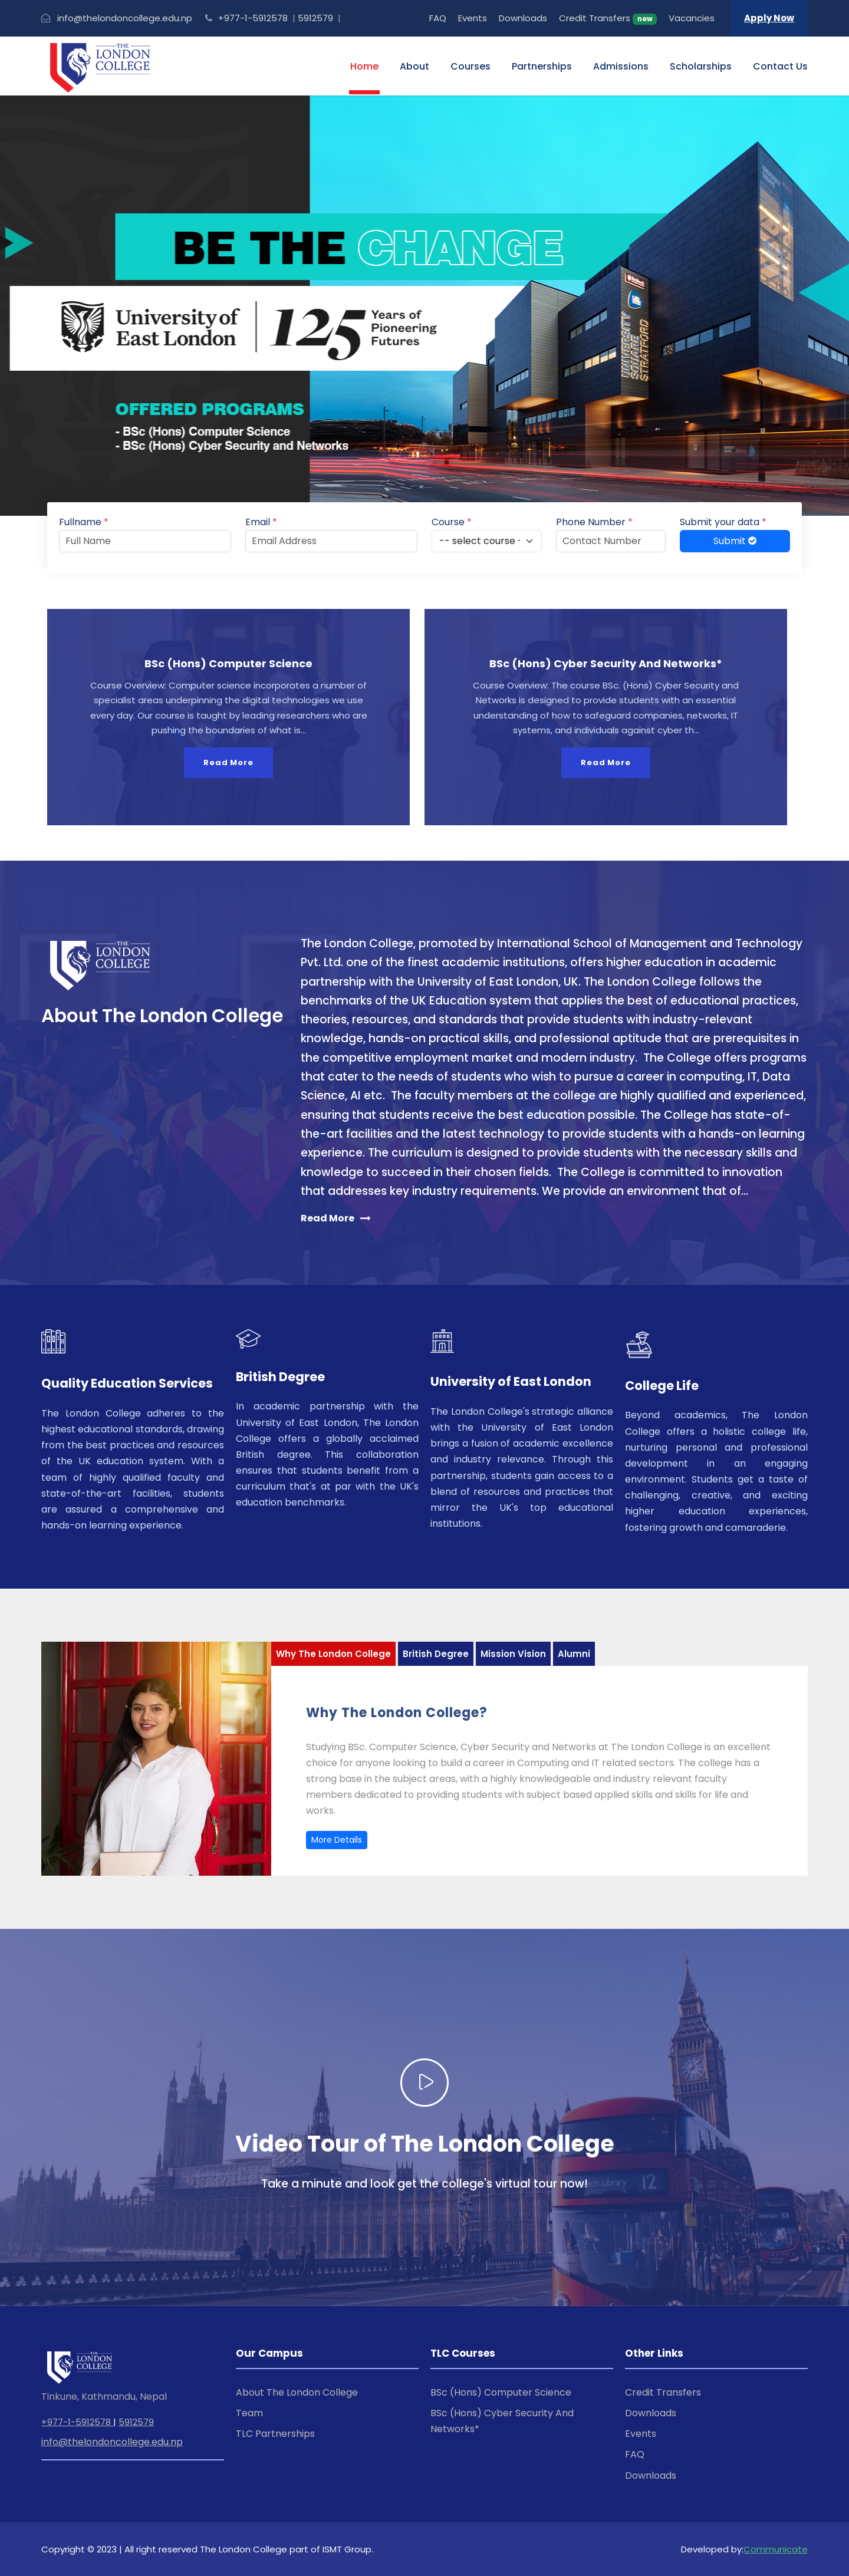 info@thelondoncollege.edu.np +977-1-5912578 | 5912579 |
FAQ Events Downloads Credit Transfers new Vacancies Apply Now
THE LONDON COLLEGE
Home About Courses Partnerships Admissions Scholarships Contact Us
BE THE CHANGE
University of East London
125 Years of Pioneering Futures
UNIVERSITY SQUARE STRATFORD
OFFERED PROGRAMS
- BSc (Hons) Computer Science
- BSc (Hons) Cyber Security and Networks
Fullname * Email * Course * Phone Number * Submit your data *
Full Name Email Address -- select course - Contact Number Submit
BSc (Hons) Computer Science
Course Overview: Computer science incorporates a number of
specialist areas underpinning the digital technologies we use
every day. Our course is taught by leading researchers who are
pushing the boundaries of what is...
Read More
BSc (Hons) Cyber Security And Networks*
Course Overview: The course BSc. (Hons) Cyber Security and
Networks is designed to provide students with an essential
understanding of how to safeguard companies, networks, IT
systems, and individuals against cyber th...
Read More
THE LONDON COLLEGE
About The London College
The London College, promoted by International School of Management and Technology
Pvt. Ltd. one of the finest academic institutions, offers higher education in academic
partnership with the University of East London, UK. The London College follows the
benchmarks of the UK Education system that applies the best of educational practices,
theories, resources, and standards that provide students with industry-relevant
knowledge, hands-on practical skills, and professional aptitude that are prerequisites in
the competitive employment market and modern industry. The College offers programs
that cater to the needs of students who wish to pursue a career in computing, IT, Data
Science, AI etc. The faculty members at the college are highly qualified and experienced,
ensuring that students receive the best education possible. The College has state-of-
the-art facilities and the latest technology to provide students with a hands-on learning
experience. The curriculum is designed to provide students with the necessary skills and
knowledge to succeed in their chosen fields. The College is committed to innovation
that addresses key industry requirements. We provide an environment that of...
Read More
Quality Education Services
The London College adheres to the
highest educational standards, drawing
from the best practices and resources
of the UK education system. With a
team of highly qualified faculty and
state-of-the-art facilities, students
are assured a comprehensive and
hands-on learning experience.
British Degree
In academic partnership with the
University of East London, The London
College offers a globally acclaimed
British degree. This collaboration
ensures that students benefit from a
curriculum that's at par with the UK's
education benchmarks.
University of East London
The London College's strategic alliance
with the University of East London
brings a fusion of academic excellence
and industry relevance. Through this
partnership, students gain access to a
blend of resources and practices that
mirror the UK's top educational
institutions.
College Life
Beyond academics, The London
College offers a holistic college life,
nurturing personal and professional
development in an engaging
environment. Students get a taste of
challenging, creative, and exciting
higher education experiences,
fostering growth and camaraderie.
Why The London College British Degree Mission Vision Alumni
Why The London College?
Studying BSc. Computer Science, Cyber Security and Networks at The London College is an excellent
choice for anyone looking to build a career in Computing and IT related sectors. The college has a
strong base in the subject areas, with a highly knowledgeable and industry relevant faculty
members dedicated to providing students with subject based applied skills and skills for life and
works.
More Details
Video Tour of The London College
Take a minute and look get the college's virtual tour now!
12
THE LONDON COLLEGE
Tinkune, Kathmandu, Nepal
+977-1-5912578 | 5912579
info@thelondoncollege.edu.np
Our Campus
About The London College
Team
TLC Partnerships
TLC Courses
BSc (Hons) Computer Science
BSc (Hons) Cyber Security And
Networks*
Other Links
Credit Transfers
Downloads
Events
FAQ
Downloads
Copyright © 2023 | All right reserved The London College part of ISMT Group.
Developed by:Communicate